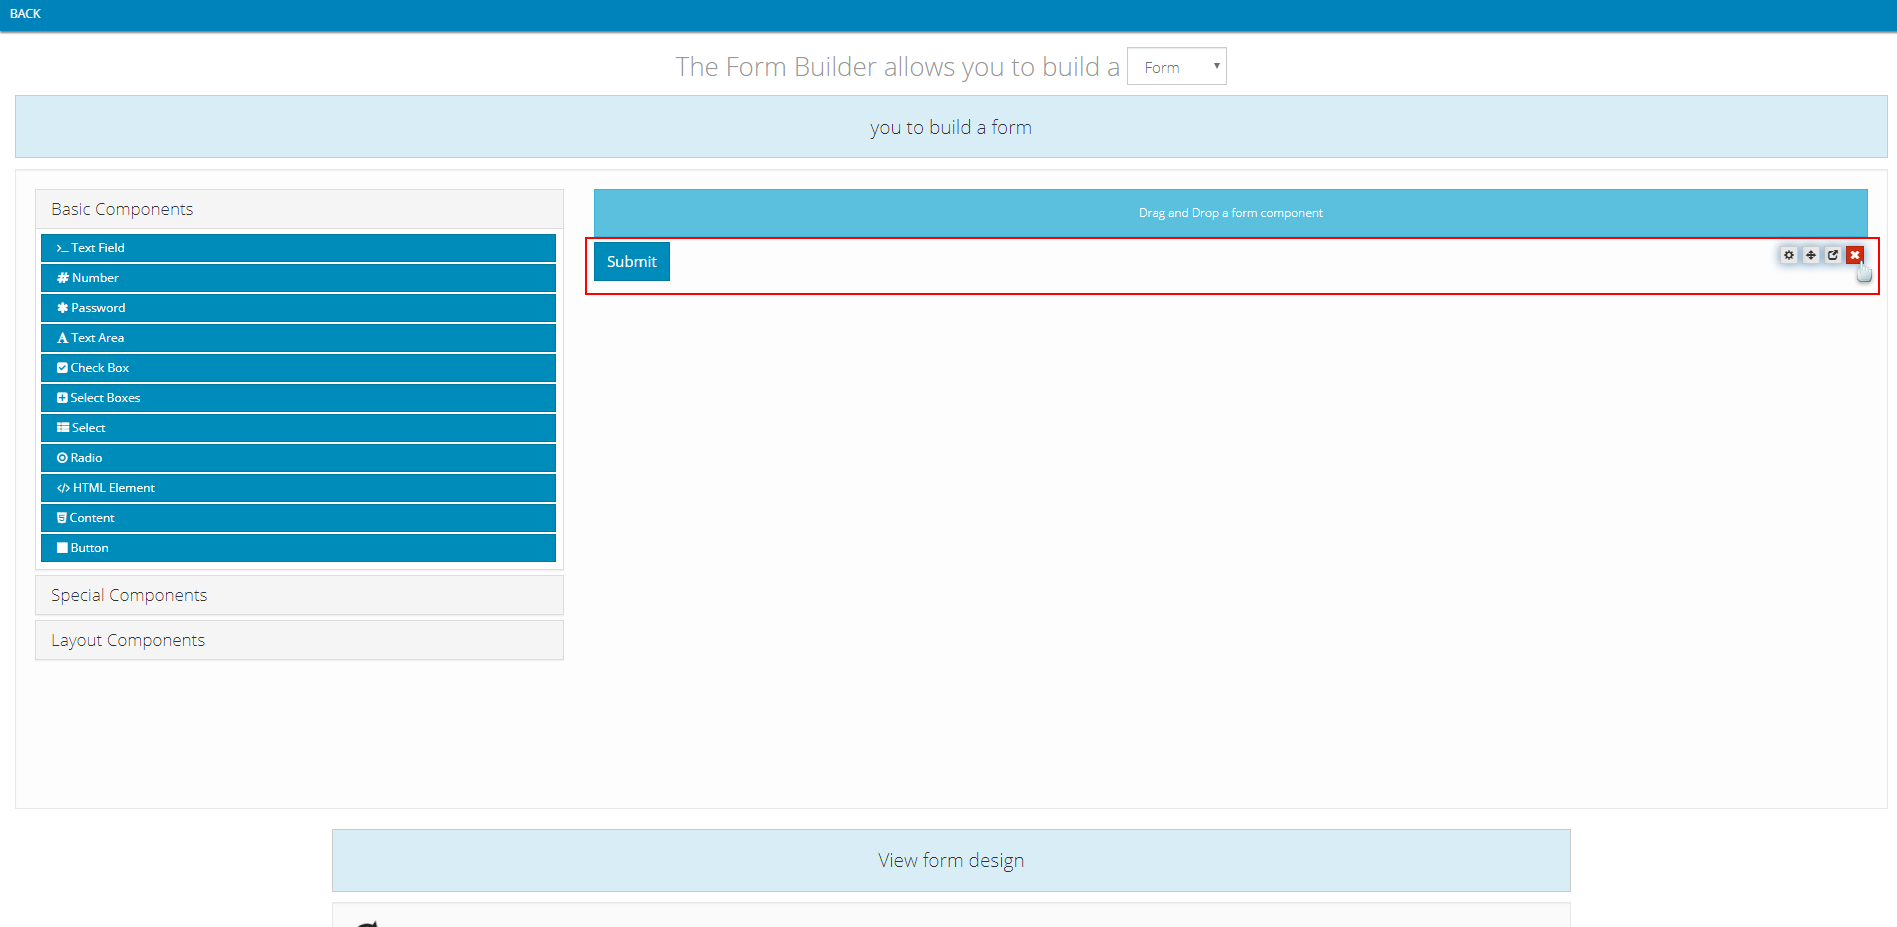 BACK
The Form Builder allows you to build a Form
you to build a form
Basic Components
Text Field
Number
Password
Text Area
Check Box
Select Boxes
Select
Radio
HTML Element
Content
Button
Special Components
Layout Components
Drag and Drop a form component
Submit
View form design